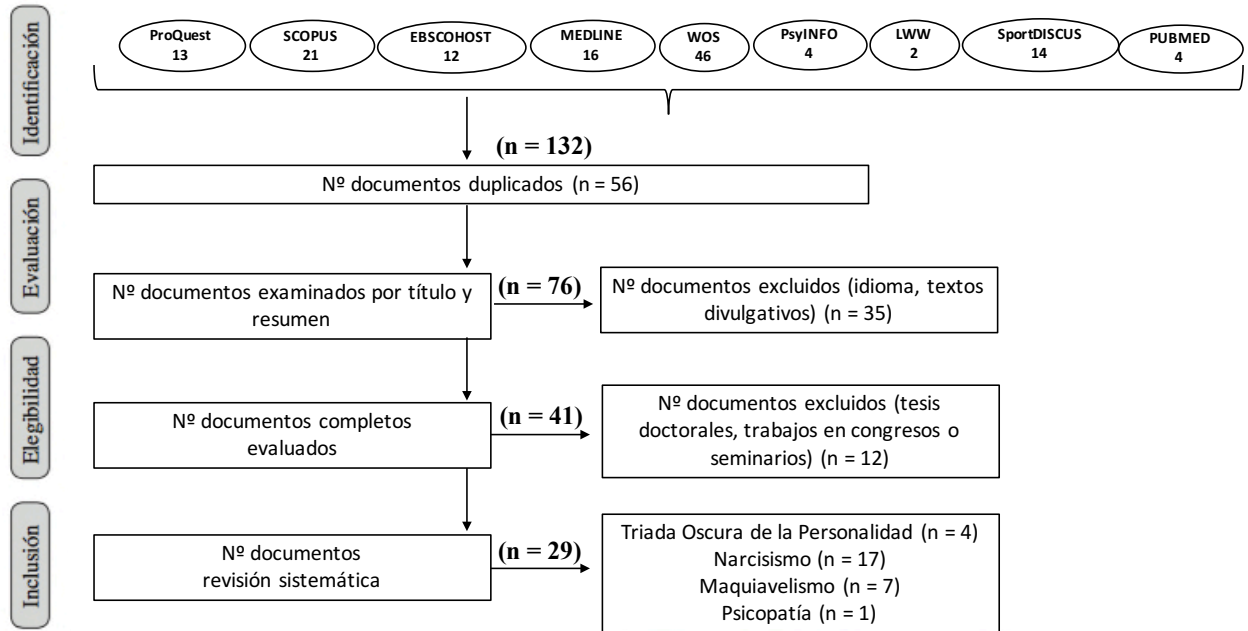 Identificación
ProQuest
13
SCOPUS
21
EBSCOHOST
12
MEDLINE
16
WOS
46
PsyINFO
4
LWW
2
SportDISCUS
14
PUBMED
4
(n = 132)
Nº documentos duplicados (n = 56)
Evaluación
Nº documentos examinados por título y
resumen
(n = 76)
Nº documentos excluidos (idioma, textos
divulgativos) (n = 35)
Elegibilidad
Nº documentos completos
evaluados
(n = 41)
Nº documentos excluidos (tesis
doctorales, trabajos en congresos o
seminarios) (n = 12)
Inclusión
Nº documentos
revisión sistemática
(n = 29)
Triada Oscura de la Personalidad (n = 4)
Narcisismo (n = 17)
Maquiavelismo (n = 7)
Psicopatía (n = 1)